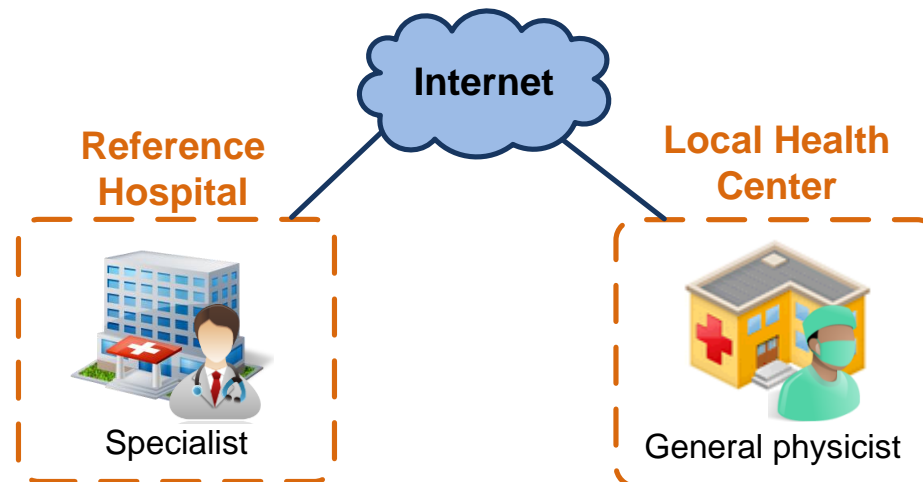 Internet
Reference
Hospital
Local Health
Center
Specialist
General physicist